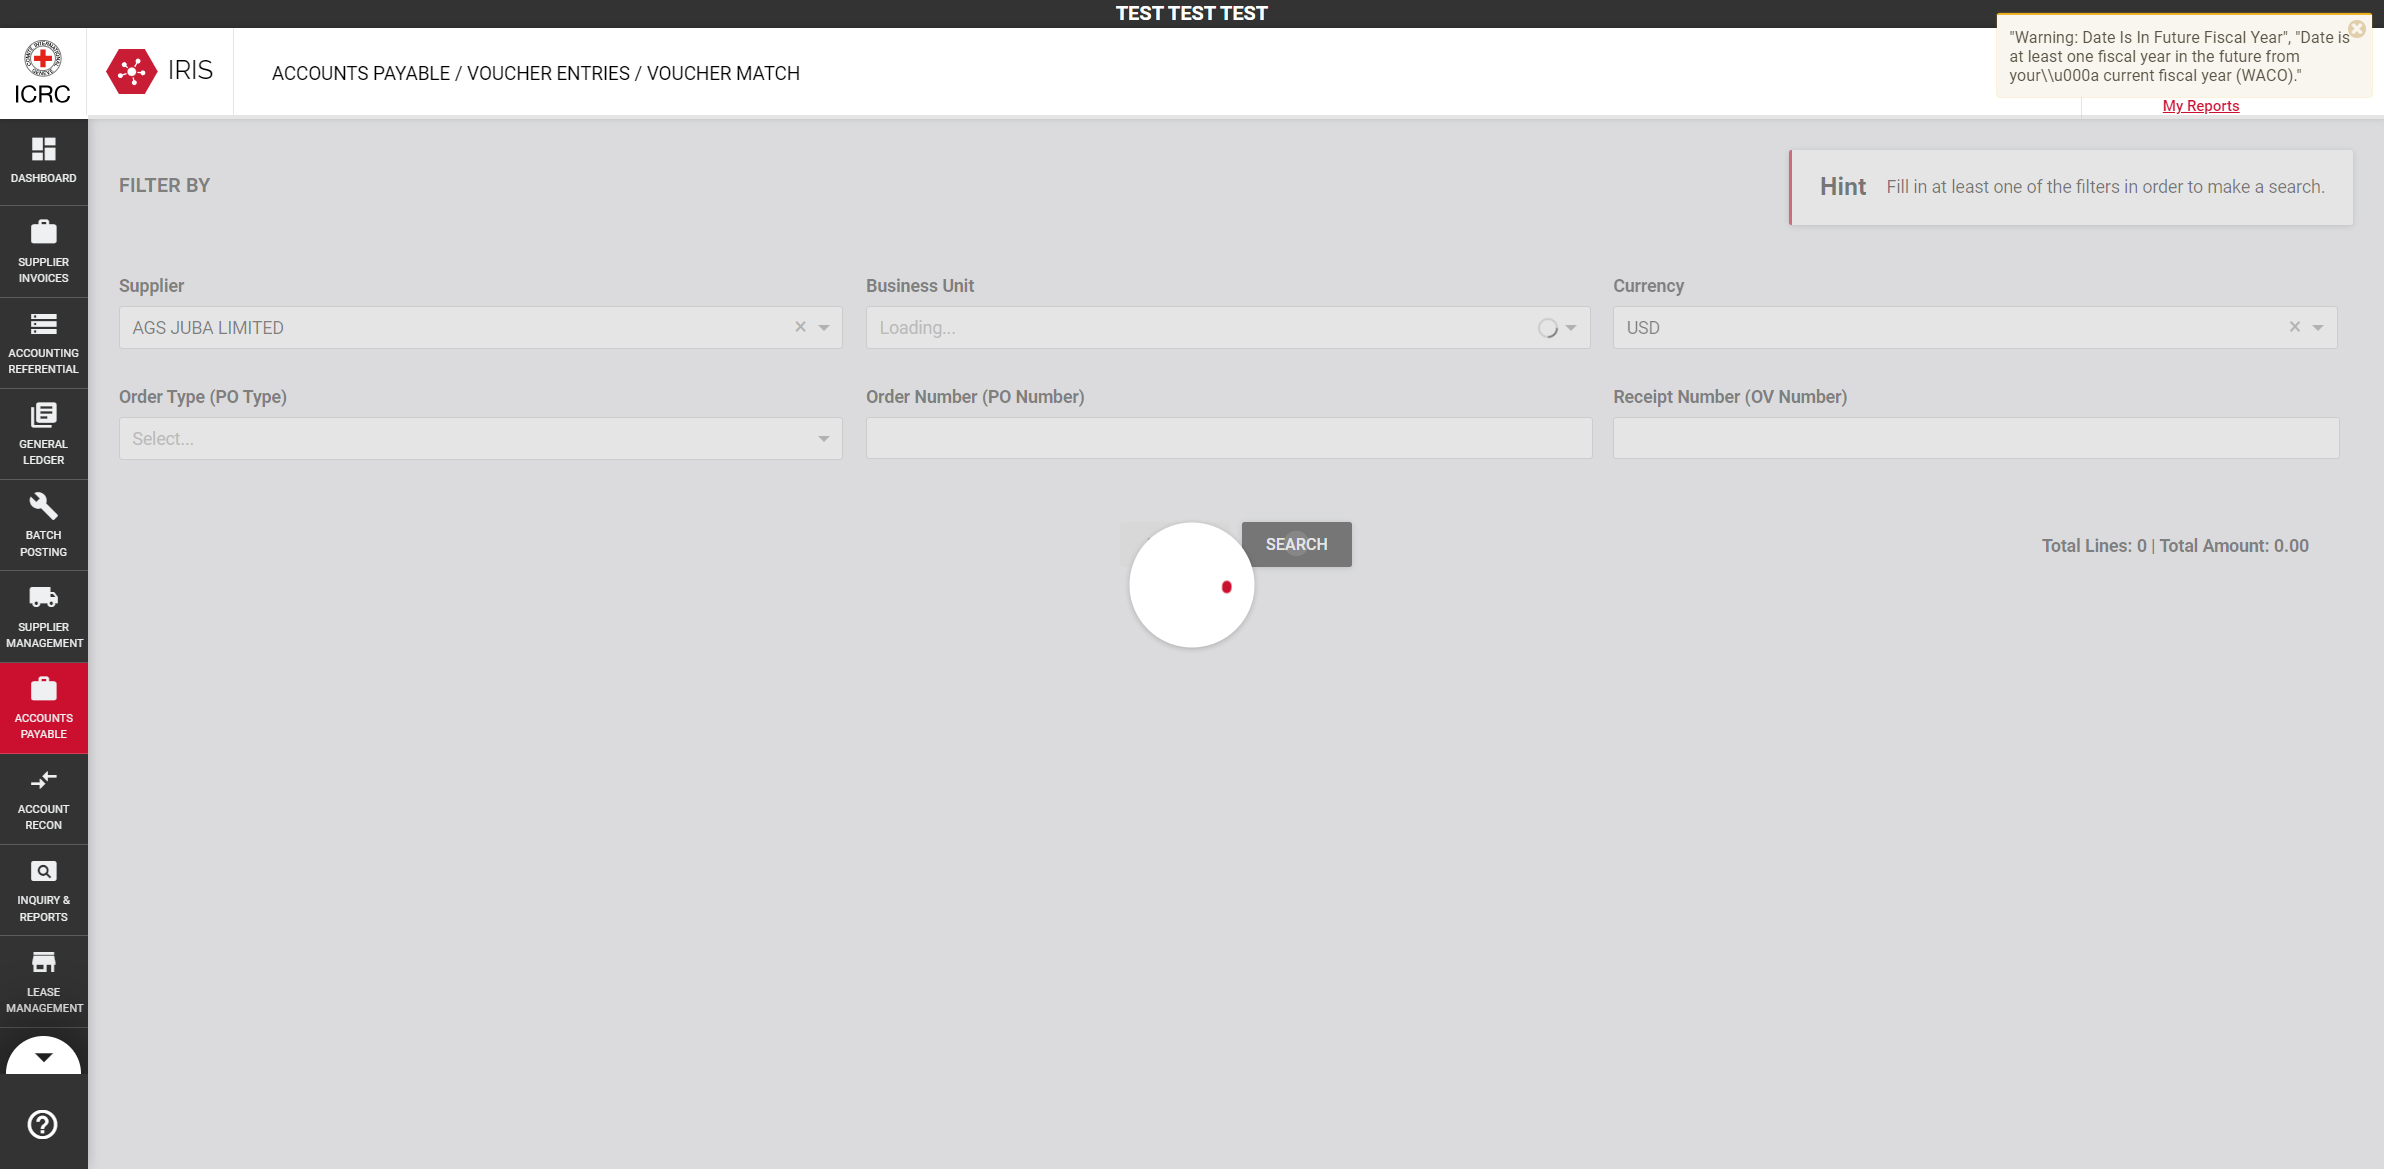 TEST TEST TEST
"Warning: Date Is In Future Fiscal Year", "Date is
at least one fiscal year in the future from
your\\u000a current fiscal year (WACO)."
My Reports
COMITE INTERNATIONAL
GENEVE
ICRC
IRIS
ACCOUNTS PAYABLE / VOUCHER ENTRIES / VOUCHER MATCH
DASHBOARD
SUPPLIER
INVOICES
ACCOUNTING
REFERENTIAL
GENERAL
LEDGER
BATCH
POSTING
SUPPLIER
MANAGEMENT
ACCOUNTS
PAYABLE
ACCOUNT
RECON
INQUIRY &
REPORTS
LEASE
MANAGEMENT
FILTER BY
Hint Fill in at least one of the filters in order to make a search.
Supplier
AGS JUBA LIMITED
Business Unit
Loading...
Currency
USD
Order Type (PO Type)
Select...
Order Number (PO Number)
Receipt Number (OV Number)
SEARCH
Total Lines: 0 | Total Amount: 0.00